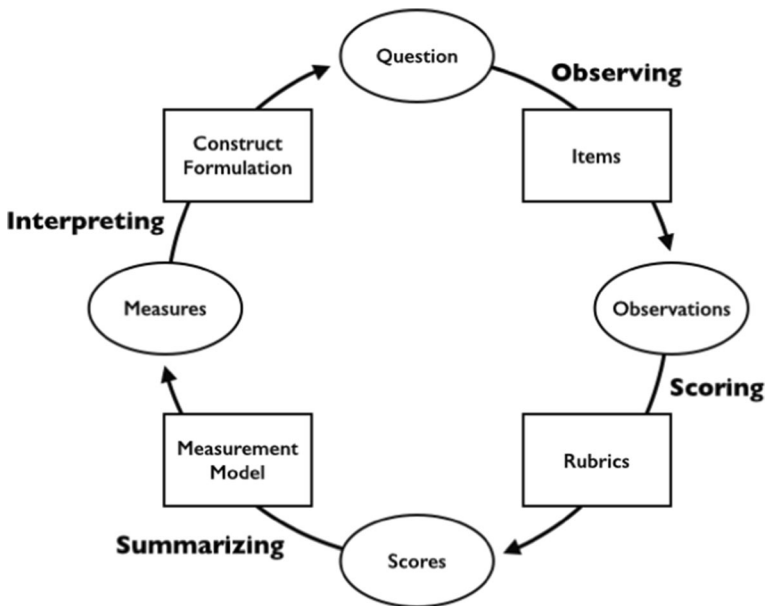 Question
Observing
Construct
Formulation
Items
Interpreting
Measures
Observations
Scoring
Measurement
Model
Rubrics
Summarizing
Scores